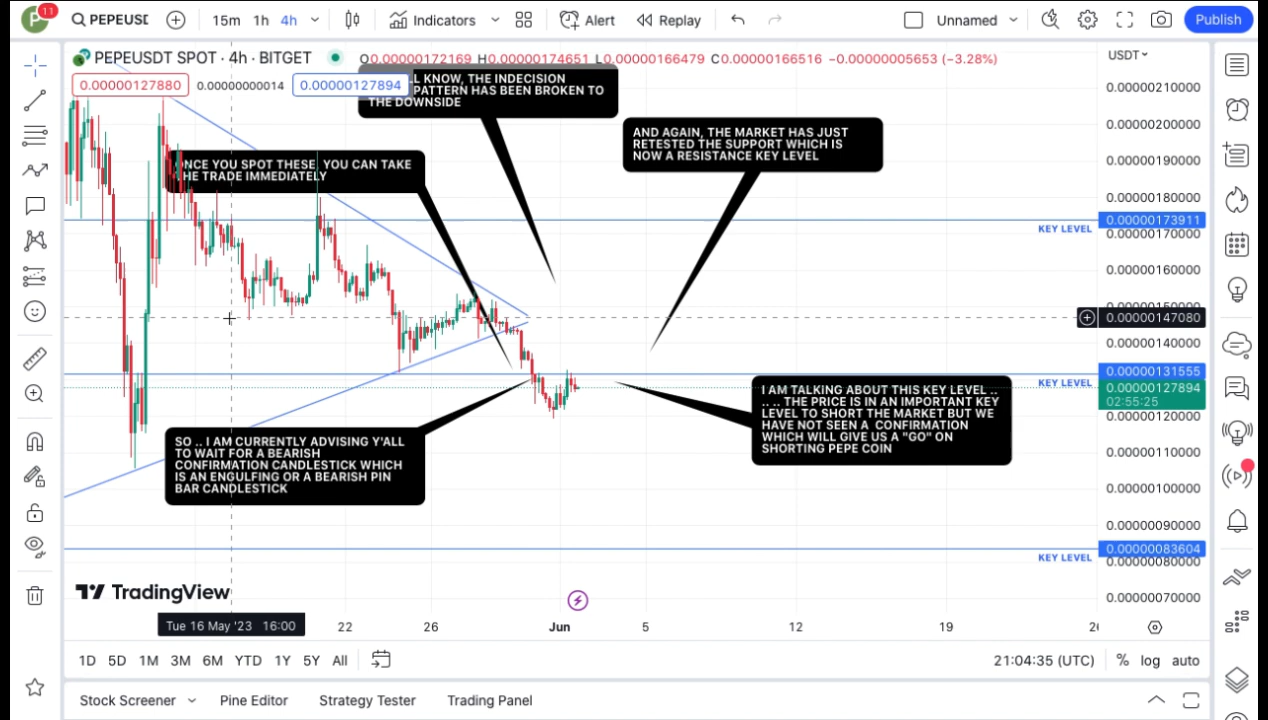 P
11
PEPEUSD
15m 1h 4h
Indicators
Alert
Replay
Unnamed
Publish
PEPEUSDT SPOT · 4h · BITGET
O0.00000172169 H0.00000174651 L0.00000166479 C0.00000166516 −0.00000005653 (−3.28%)
0.00000127880
0.00000000014
0.00000127894
USDT
L KNOW, THE INDECISION
PATTERN HAS BEEN BROKEN TO
THE DOWNSIDE
AND AGAIN, THE MARKET HAS JUST
RETESTED THE SUPPORT WHICH IS
NOW A RESISTANCE KEY LEVEL
ONCE YOU SPOT THESE, YOU CAN TAKE
THE TRADE IMMEDIATELY
I AM TALKING ABOUT THIS KEY LEVEL ..
.. .. THE PRICE IS IN AN IMPORTANT KEY
LEVEL TO SHORT THE MARKET BUT WE
HAVE NOT SEEN A CONFIRMATION
WHICH WILL GIVE US A "GO" ON
SHORTING PEPE COIN
SO .. I AM CURRENTLY ADVISING Y'ALL
TO WAIT FOR A BEARISH
CONFIRMATION CANDLESTICK WHICH
IS AN ENGULFING OR A BEARISH PIN
BAR CANDLESTICK
KEY LEVEL
KEY LEVEL
KEY LEVEL
0.00000210000
0.00000200000
0.00000190000
0.00000180000
0.00000173911
0.00000170000
0.00000160000
0.00000150000
0.00000147080
0.00000140000
0.00000131555
0.00000127894
02:55:25
0.00000120000
0.00000110000
0.00000100000
0.00000090000
0.00000083604
0.00000080000
0.00000070000
TradingView
Tue 16 May '23 16:00
22
26
Jun
5
12
19
1D 5D 1M 3M 6M YTD 1Y 5Y All
21:04:35 (UTC)
% log auto
Stock Screener
Pine Editor
Strategy Tester
Trading Panel